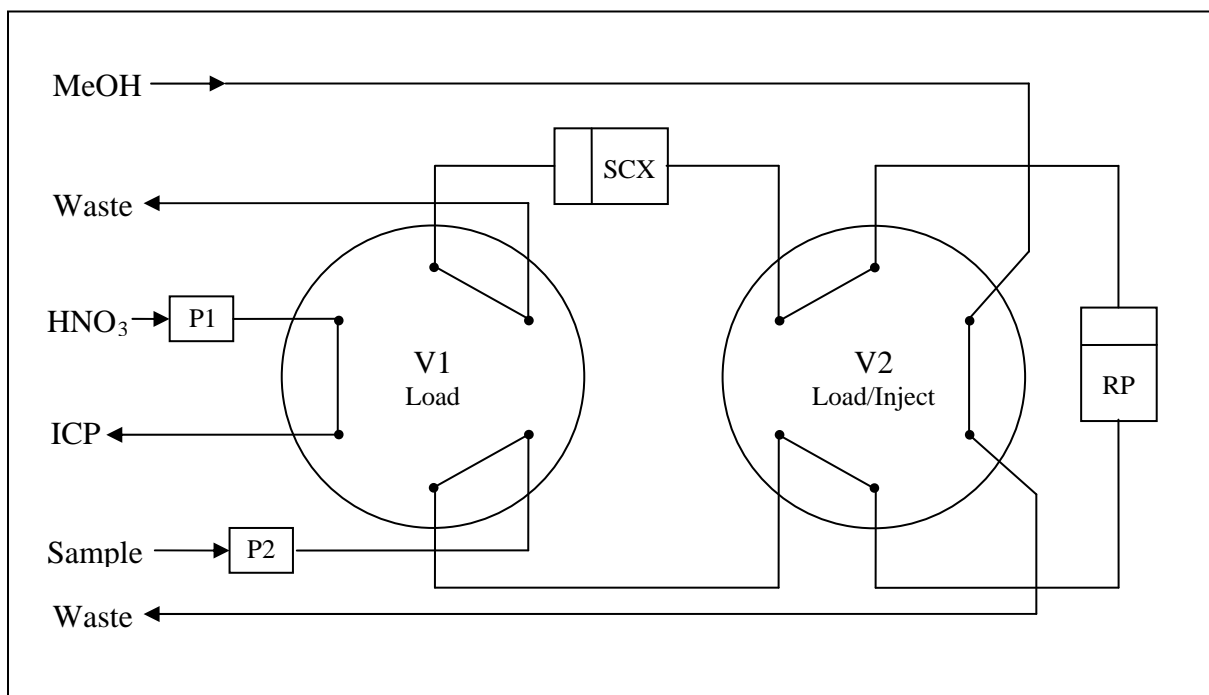 MeOH
SCX
Waste
HNO₃
P1
V1
Load
V2
Load/Inject
RP
ICP
Sample
P2
Waste